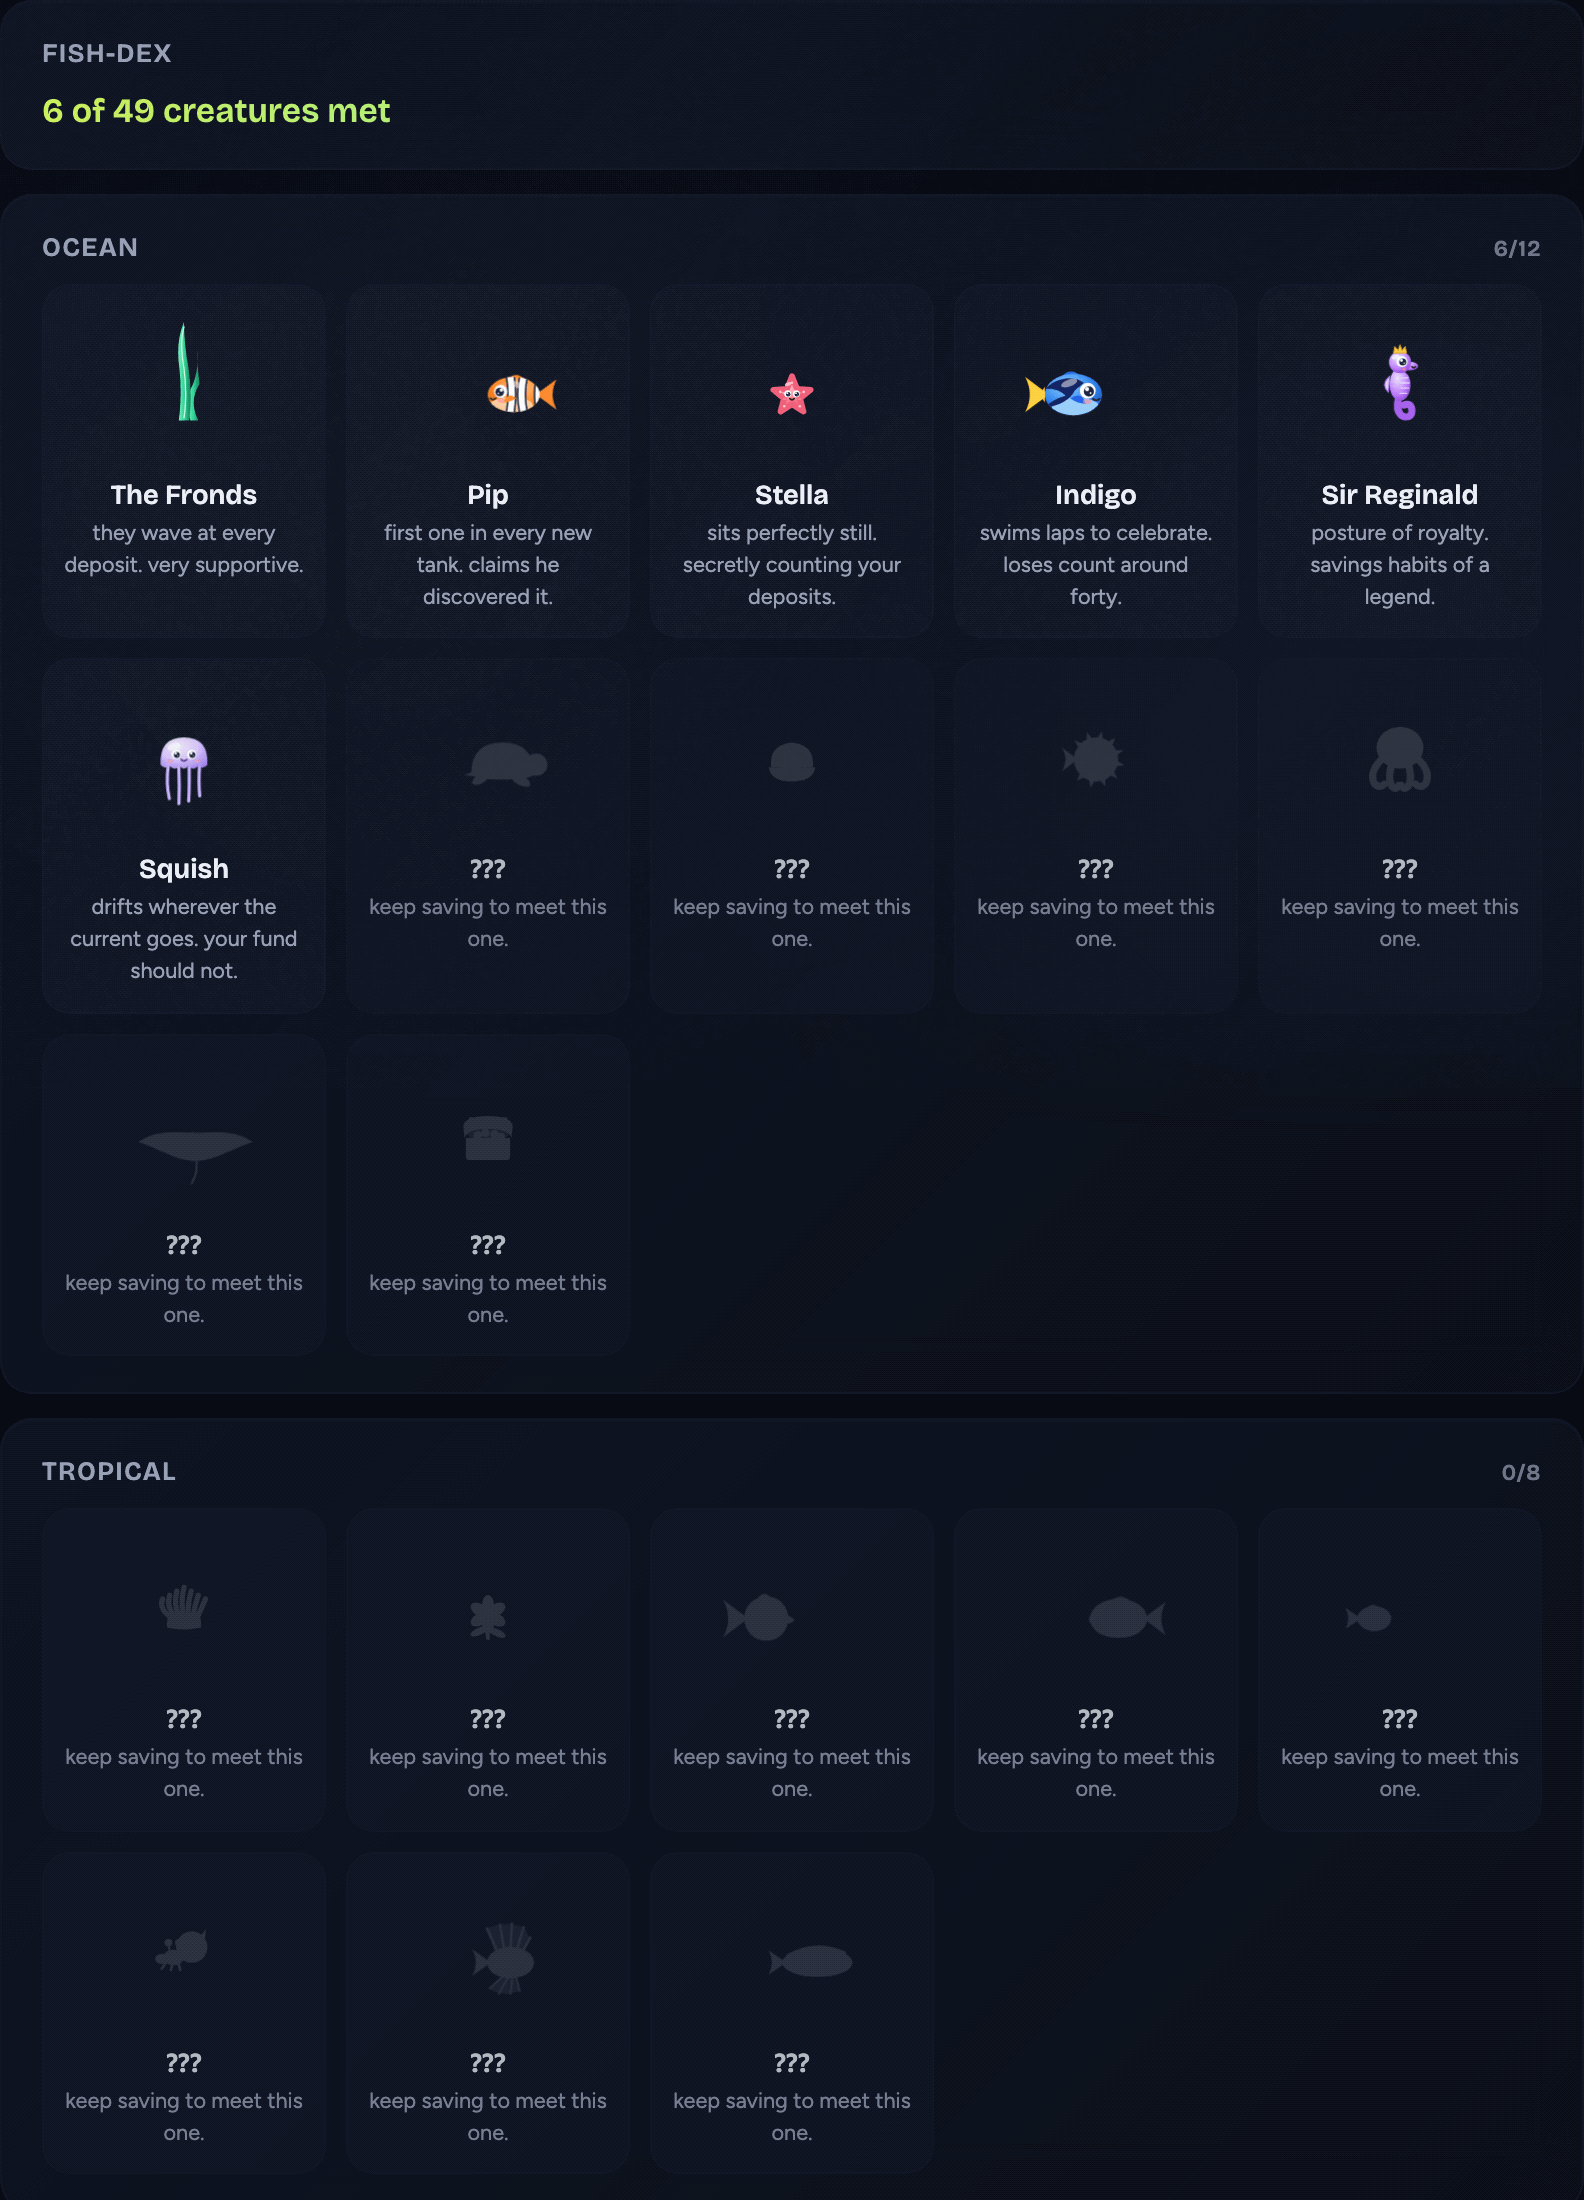 FISH-DEX
6 of 49 creatures met
OCEAN
6/12
The Fronds
they wave at every
deposit. very supportive.
Pip
first one in every new
tank. claims he
discovered it.
Stella
sits perfectly still.
secretly counting your
deposits.
Indigo
swims laps to celebrate.
loses count around
forty.
Sir Reginald
posture of royalty.
savings habits of a
legend.
Squish
drifts wherever the
current goes. your fund
should not.
???
keep saving to meet this
one.
???
keep saving to meet this
one.
???
keep saving to meet this
one.
???
keep saving to meet this
one.
???
keep saving to meet this
one.
???
keep saving to meet this
one.
TROPICAL
0/8
???
keep saving to meet this
one.
???
keep saving to meet this
one.
???
keep saving to meet this
one.
???
keep saving to meet this
one.
???
keep saving to meet this
one.
???
keep saving to meet this
one.
???
keep saving to meet this
one.
???
keep saving to meet this
one.